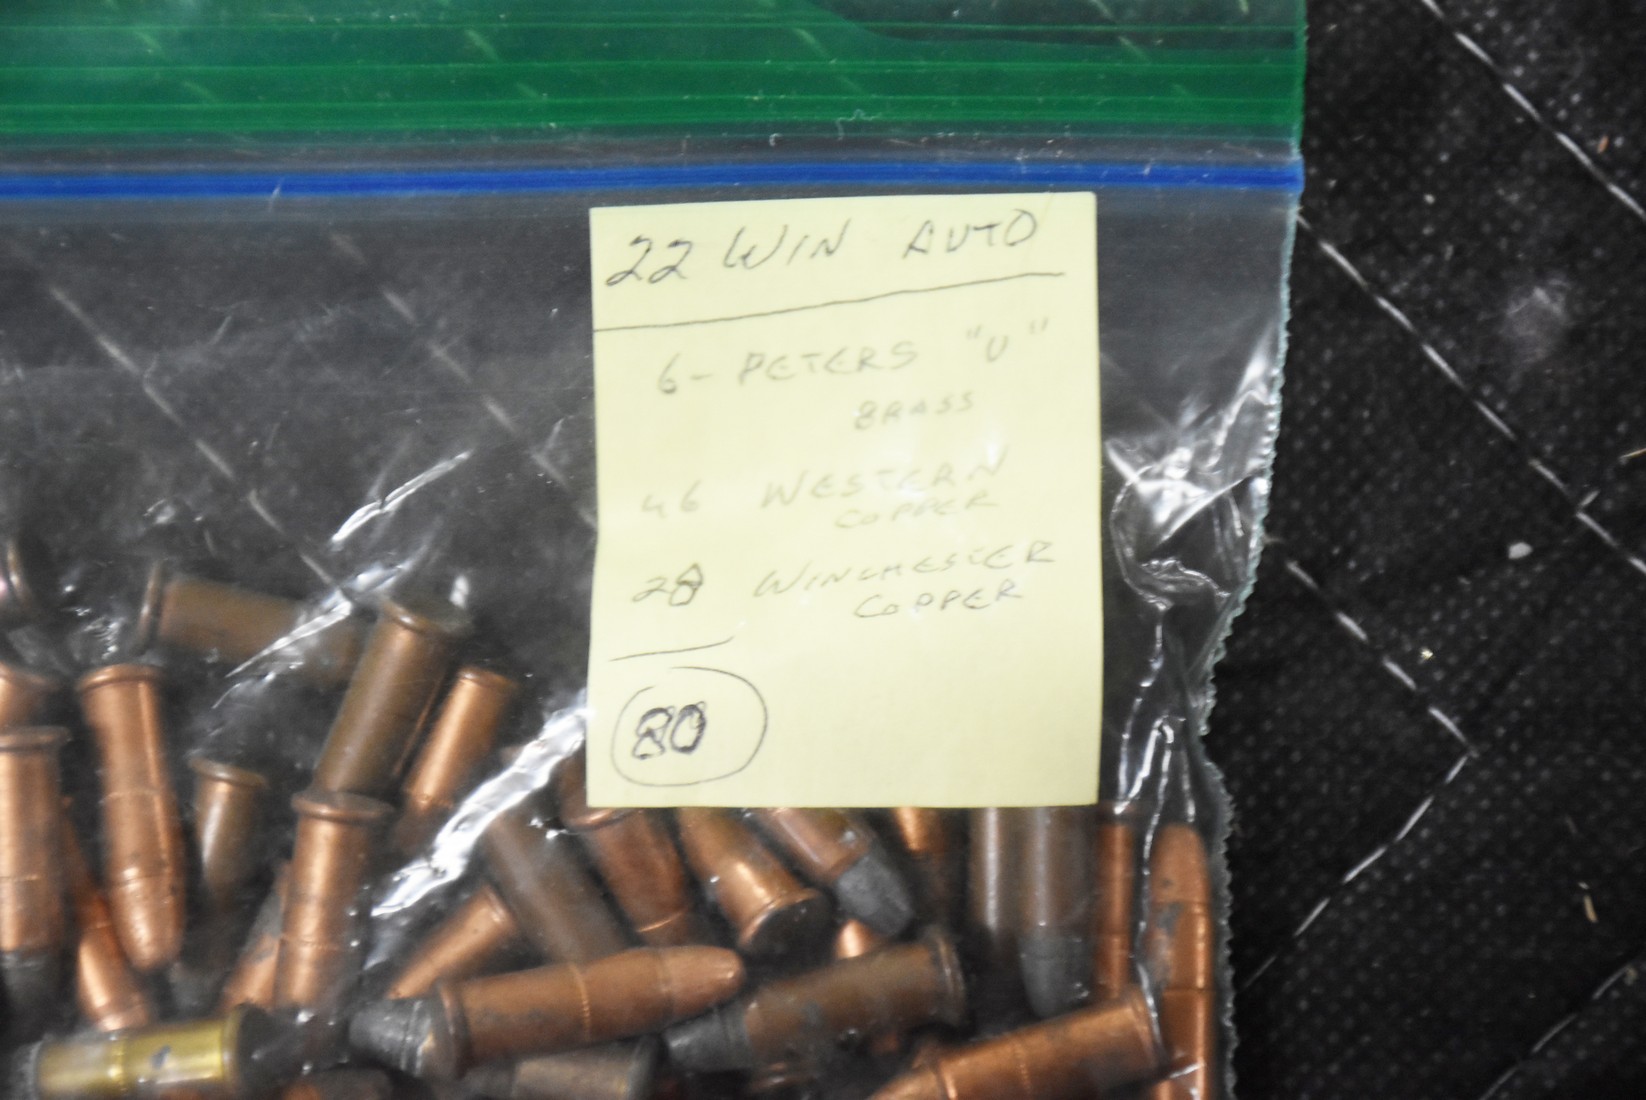 22 WIN AUTO
6- PETERS "U"
BRASS
46 WESTERN
COPPER
28 WINCHESTER
COPPER
80